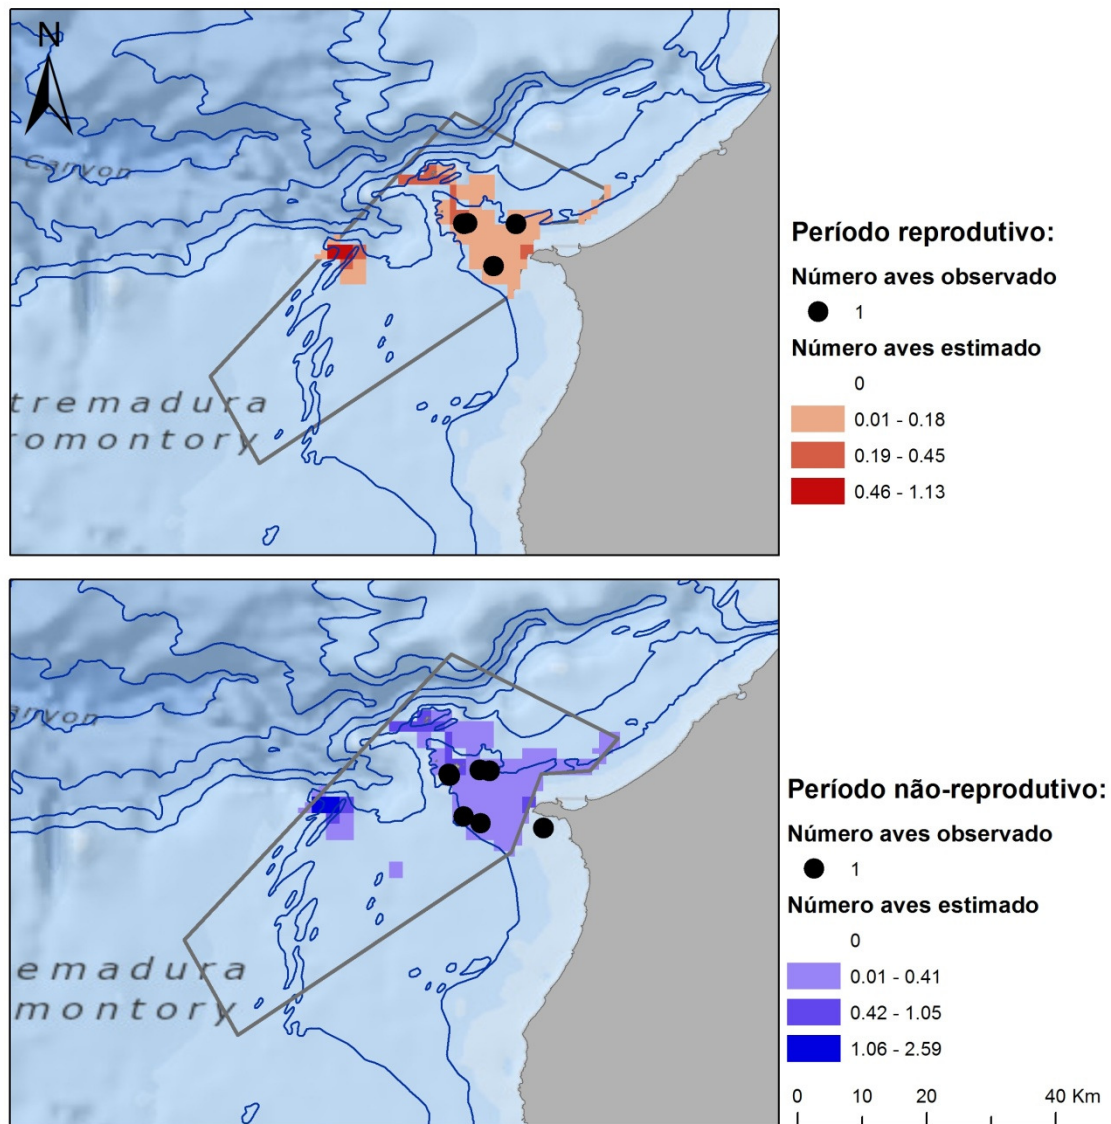 N
Canyon
tremadura
romontory
Período reprodutivo:
Número aves observado
1
Número aves estimado
0
0.01 - 0.18
0.19 - 0.45
0.46 - 1.13
anyon
emadura
montory
Período não-reprodutivo:
Número aves observado
1
Número aves estimado
0
0.01 - 0.41
0.42 - 1.05
1.06 - 2.59
0 10 20 40 Km